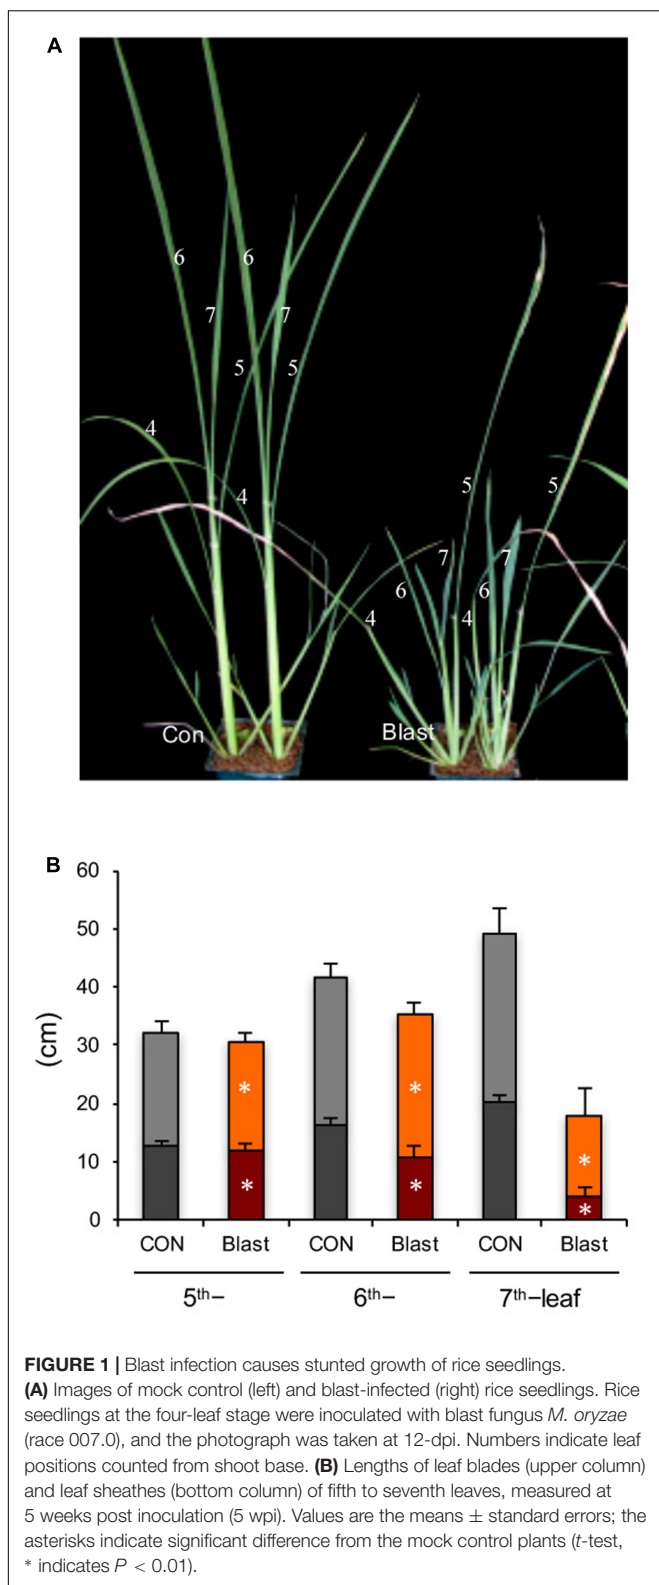 A
6
6
7
7
5
5
4
4
5
5
7
7
6
6
4
4
Con
Blast
B
60
50
40
30
20
10
0
(cm)
*
*
*
*
*
*
CON
Blast
CON
Blast
CON
Blast
5th–
6th–
7th–leaf
FIGURE 1 | Blast infection causes stunted growth of rice seedlings.
(A) Images of mock control (left) and blast-infected (right) rice seedlings. Rice
seedlings at the four-leaf stage were inoculated with blast fungus M. oryzae
(race 007.0), and the photograph was taken at 12-dpi. Numbers indicate leaf
positions counted from shoot base. (B) Lengths of leaf blades (upper column)
and leaf sheathes (bottom column) of fifth to seventh leaves, measured at
5 weeks post inoculation (5 wpi). Values are the means ± standard errors; the
asterisks indicate significant difference from the mock control plants (t-test,
* indicates P < 0.01).